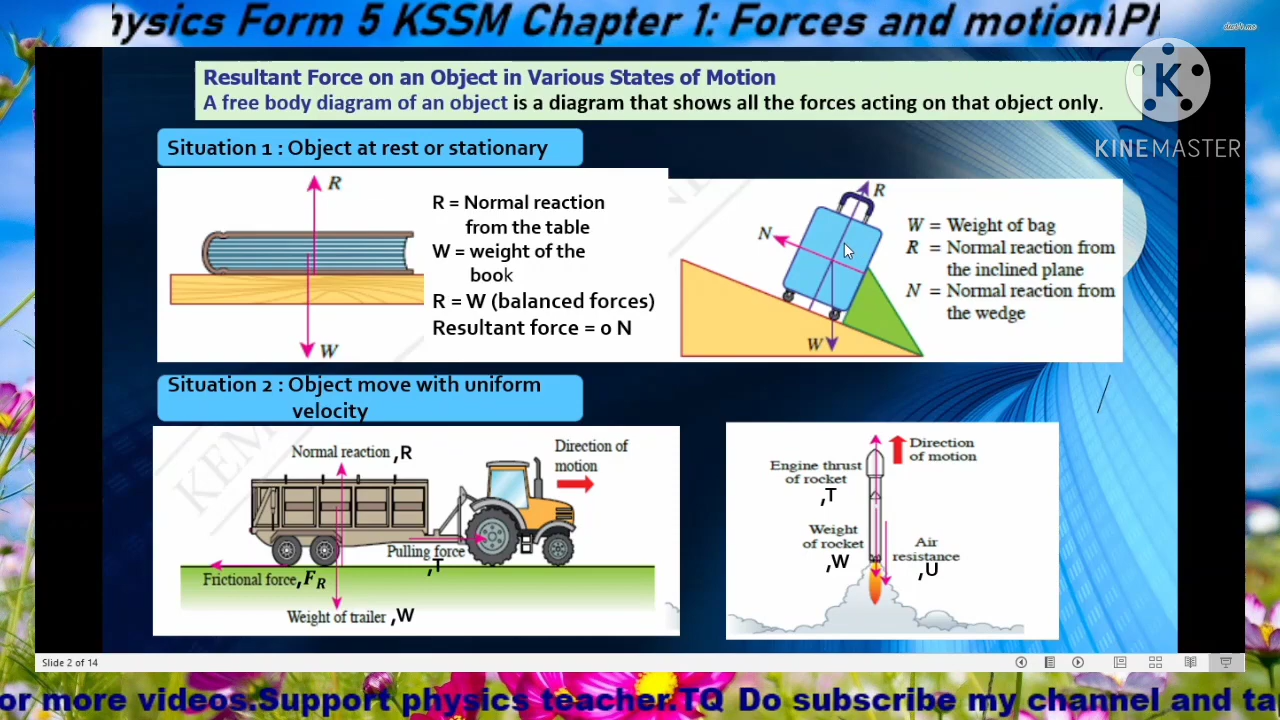 hysics Form 5 KSSM Chapter 1: Forces and motion1Ph
Resultant Force on an Object in Various States of Motion
A free body diagram of an object is a diagram that shows all the forces acting on that object only.
K
KINEMASTER
Situation 1 : Object at rest or stationary
R
W
R = Normal reaction
from the table
W = weight of the
book
R = W (balanced forces)
Resultant force = 0 N
R
N
W
W = Weight of bag
R = Normal reaction from
the inclined plane
N = Normal reaction from
the wedge
Situation 2 : Object move with uniform
velocity
Normal reaction ,R
Direction of
motion
Pulling force
,T
Frictional force, FR
Weight of trailer ,W
Direction
of motion
Engine thrust
of rocket
,T
Weight
of rocket
,W
Air
resistance
,U
Slide 2 of 14
or more videos.Support physics teacher.TQ Do subscribe my channel and ta